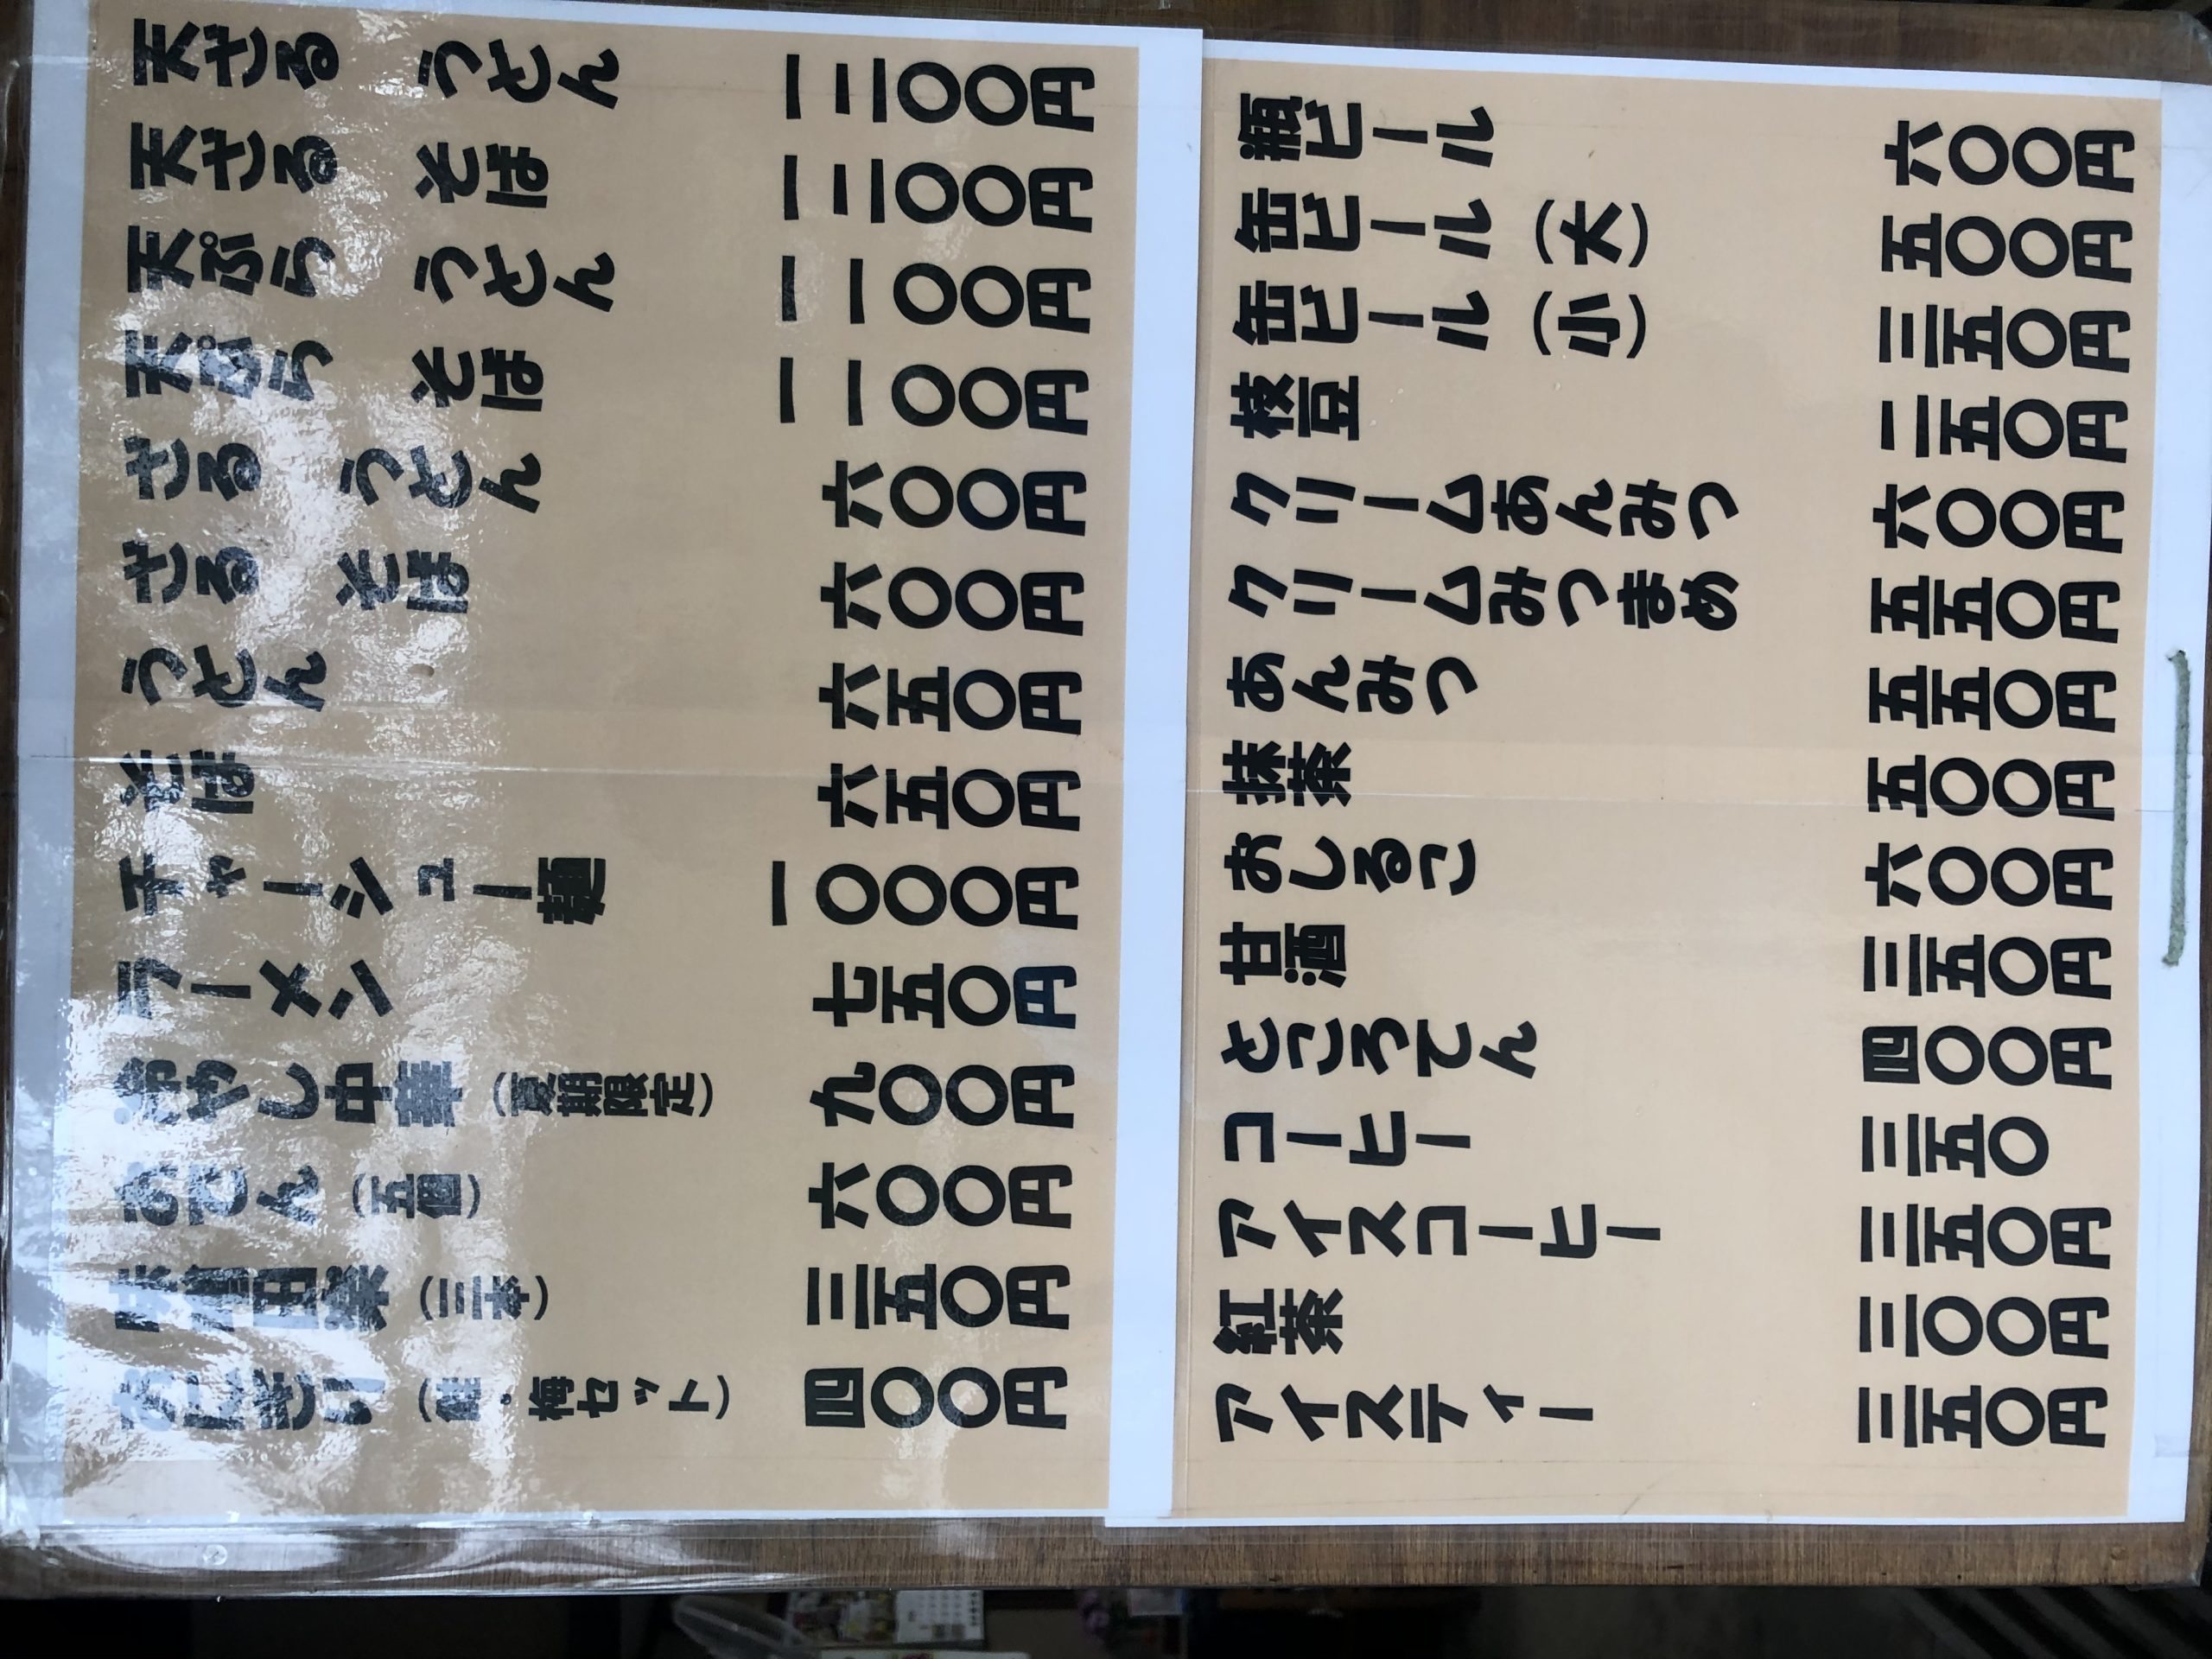 天ざる うどん 一二〇〇円
天ざる そば 一二〇〇円
天ぷら うどん 一一〇〇円
天ぷら そば 一一〇〇円
ざる うどん 六〇〇円
ざる そば 六〇〇円
うどん 六五〇円
そば 六五〇円
チャーシュー麺 一〇〇〇円
ラーメン 七五〇円
冷やし中華（夏期限定） 九〇〇円
おでん（五個） 六〇〇円
味噌田楽（三本） 三五〇円
おにぎり（鮭・梅セット） 四〇〇円
瓶ビール 六〇〇円
缶ビール（大） 五〇〇円
缶ビール（小） 三五〇円
枝豆 二五〇円
クリームあんみつ 六〇〇円
クリームみつまめ 五五〇円
あんみつ 五五〇円
抹茶 五〇〇円
おしるこ 六〇〇円
甘酒 三五〇円
ところてん 四〇〇円
コーヒー 三五〇
アイスコーヒー 三五〇円
紅茶 三〇〇円
アイスティー 三五〇円